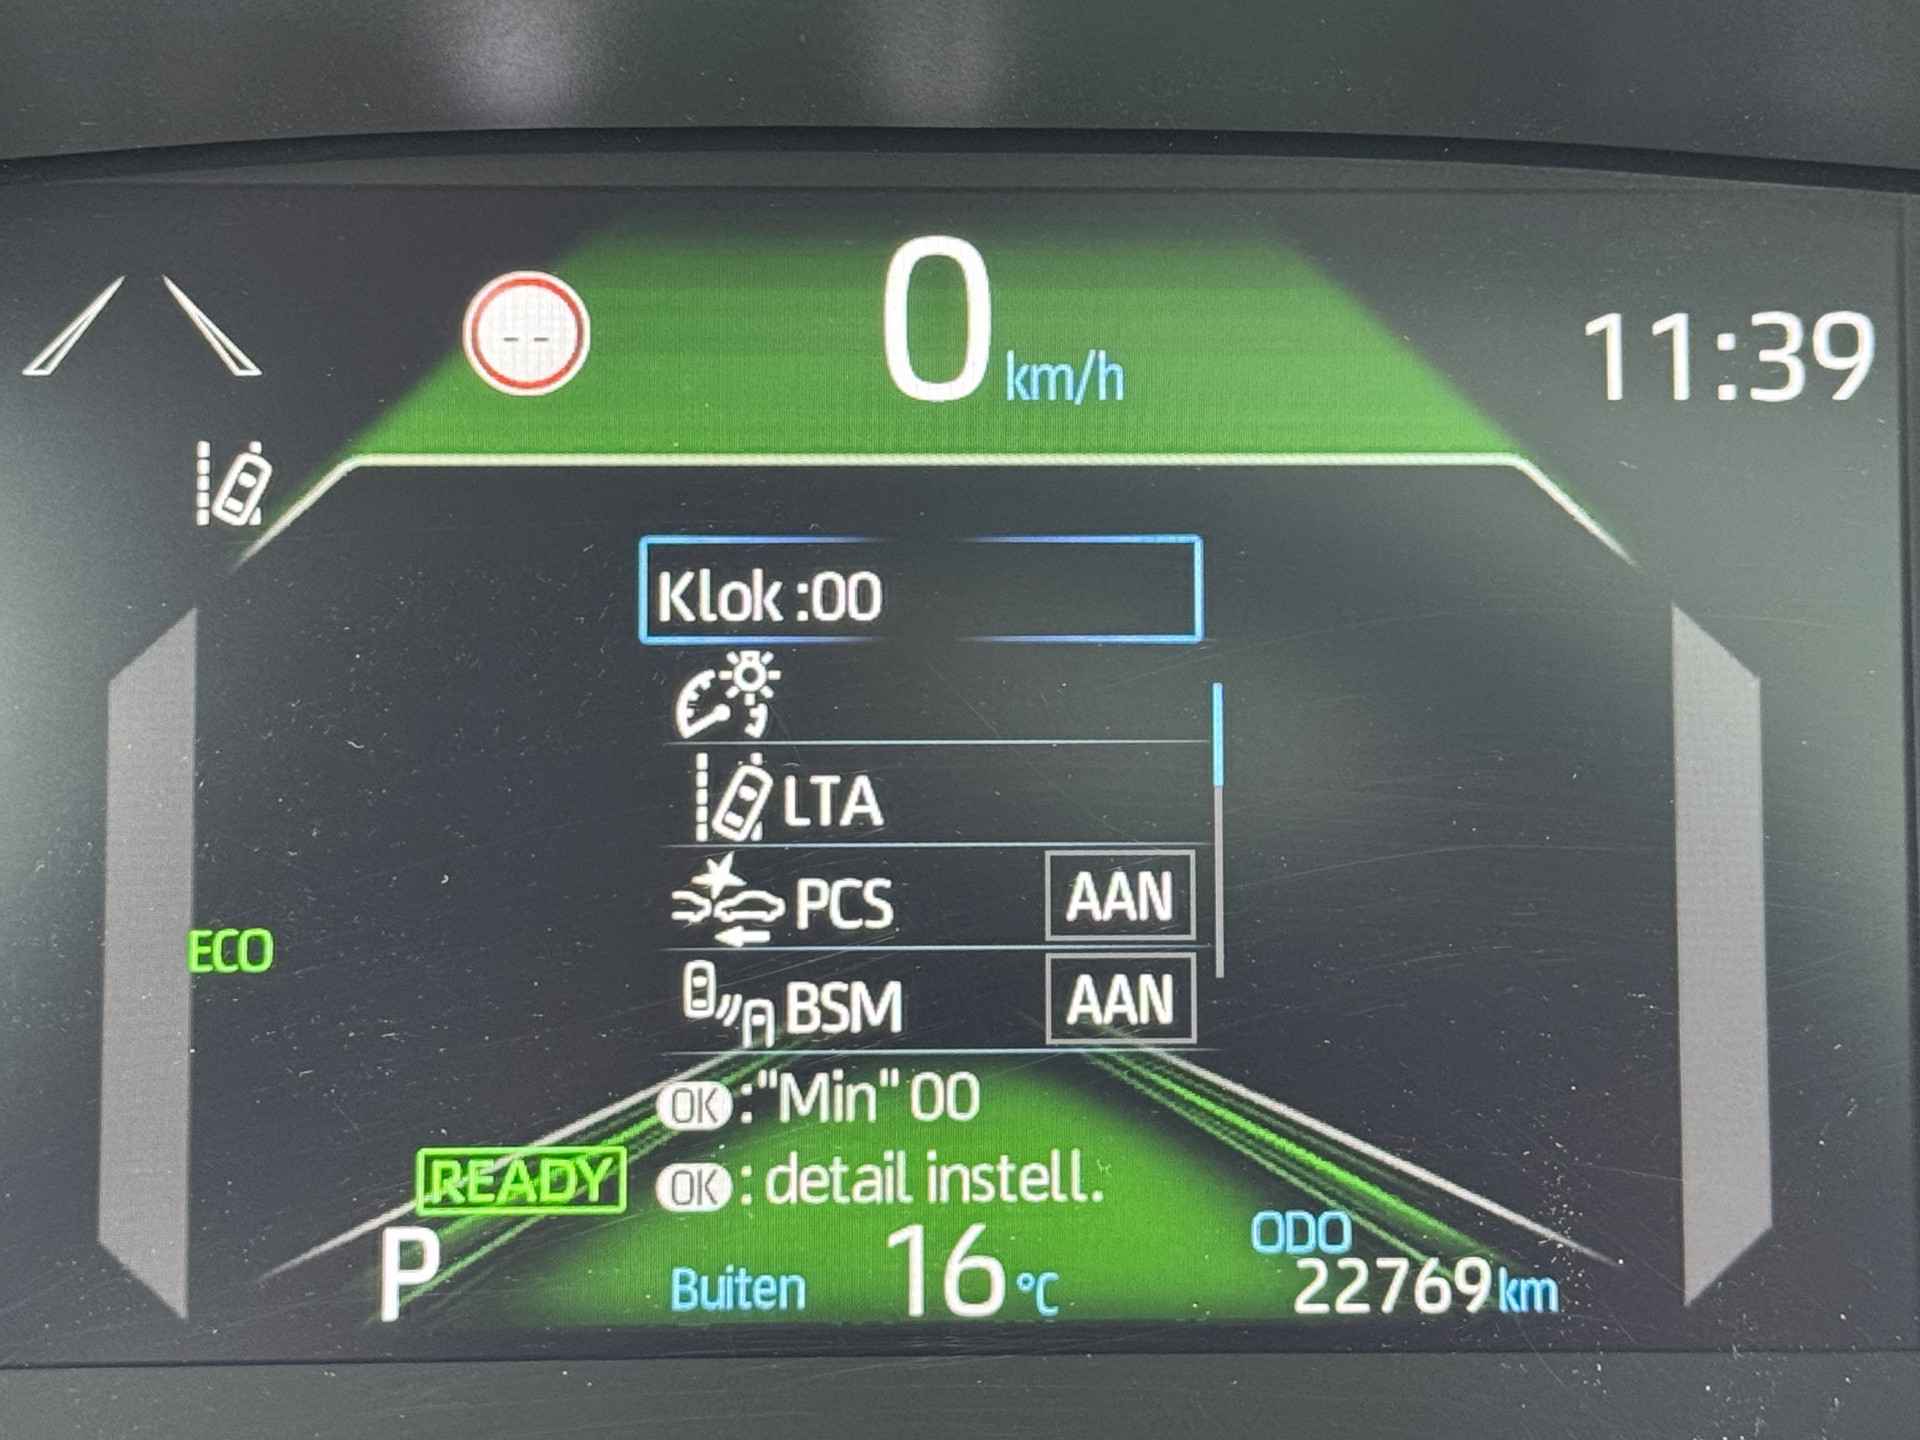 0 km/h
11:39
--
Klok :00
LTA
PCS AAN
BSM AAN
ECO
OK :"Min" 00
READY
OK : detail instell.
P
Buiten 16 °C
ODO
22769 km